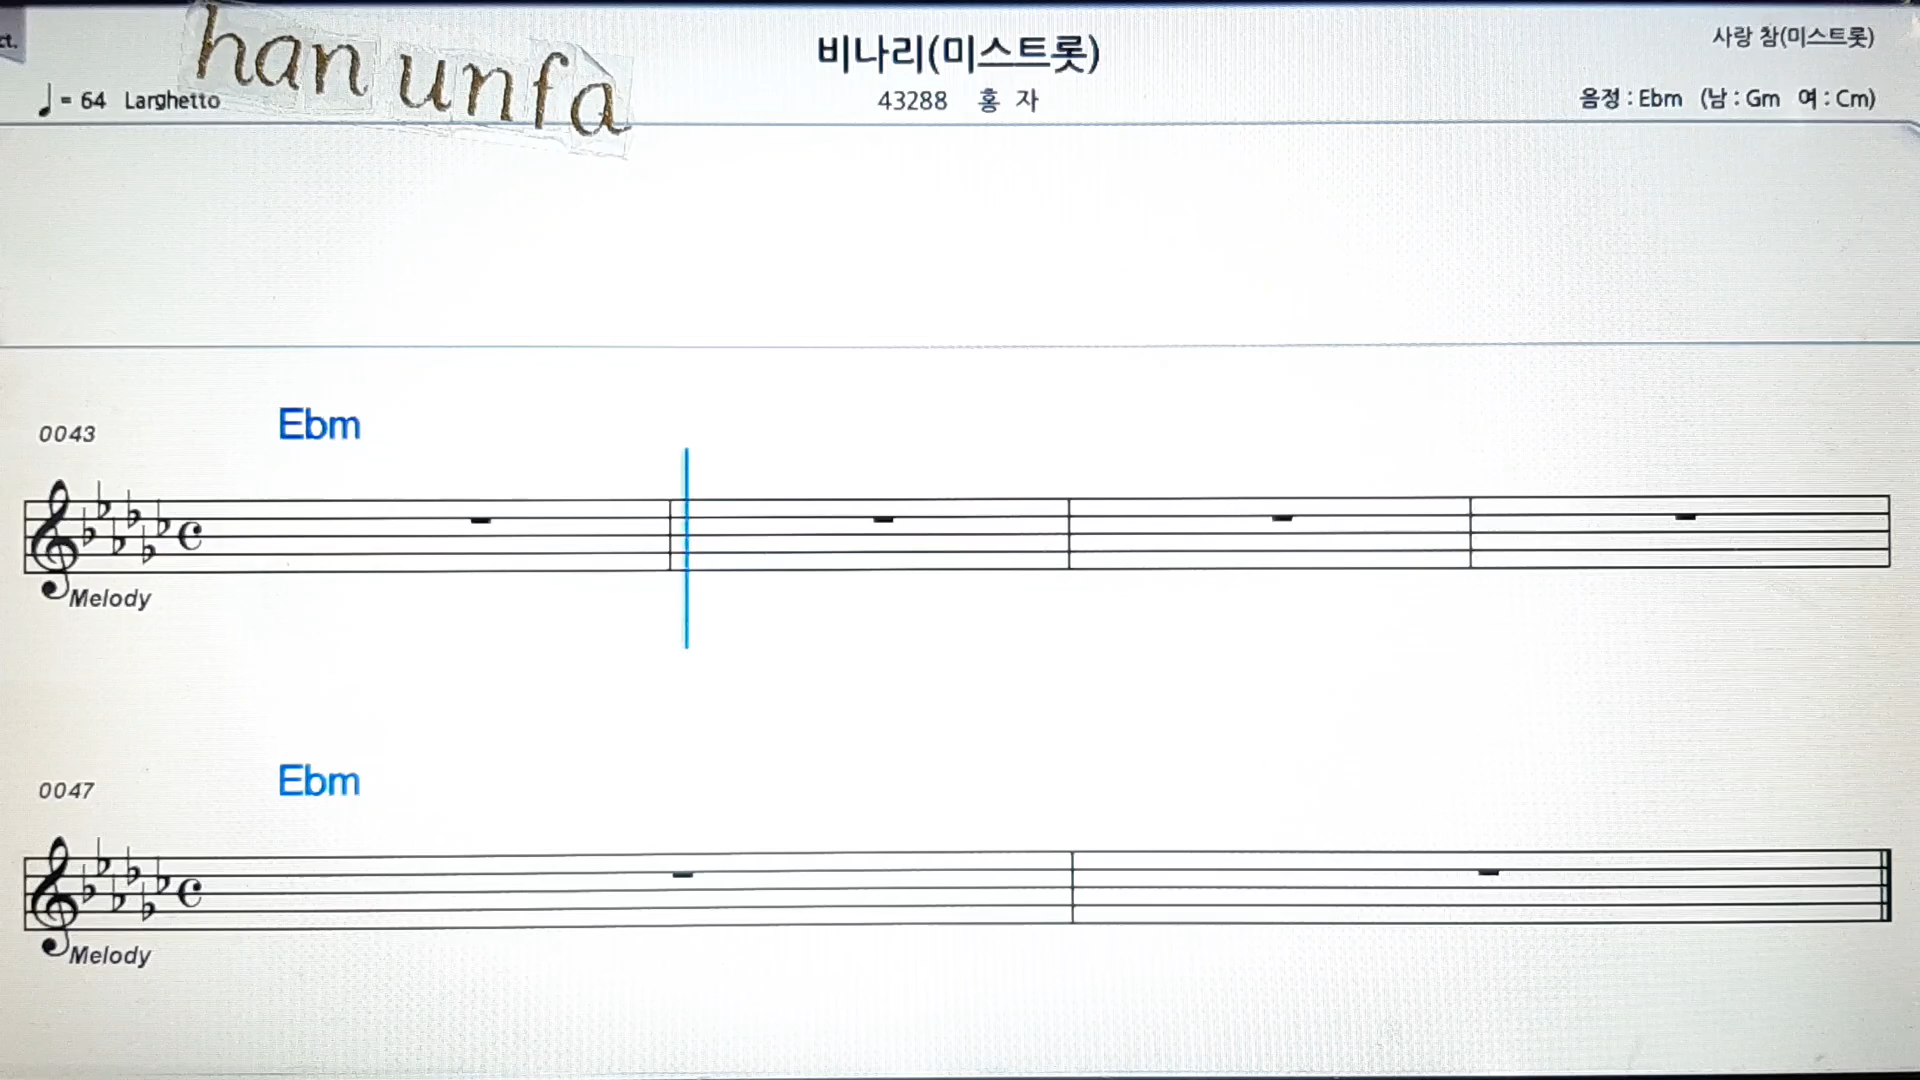 ct.
han unfa
비나리(미스트롯)
사랑 참(미스트롯)
= 64 Larghetto
43288 홍 자
음정 : Ebm (남 : Gm 여 : Cm)
0043 Ebm
Melody
0047 Ebm
Melody